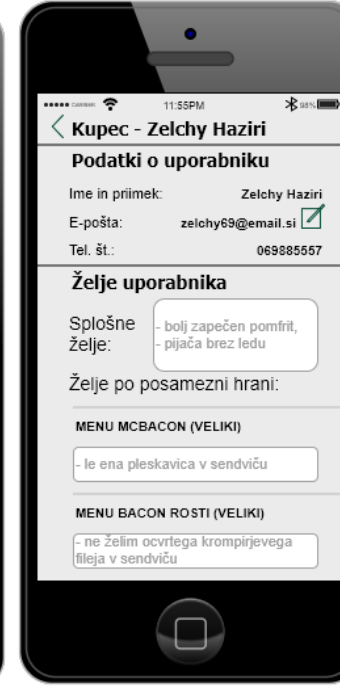 CARRIER 11:55PM 98%
Kupec - Zelchy Haziri
Podatki o uporabniku
Ime in priimek: Zelchy Haziri
E-pošta: zelchy69@email.si
Tel. št.: 069885557
Želje uporabnika
Splošne
želje:
- bolj zapečen pomfrit,
- pijača brez ledu
Želje po posamezni hrani:
MENU MCBACON (VELIKI)
- le ena pleskavica v sendviču
MENU BACON ROSTI (VELIKI)
- ne želim ocvrtega krompirjevega
fileja v sendviču